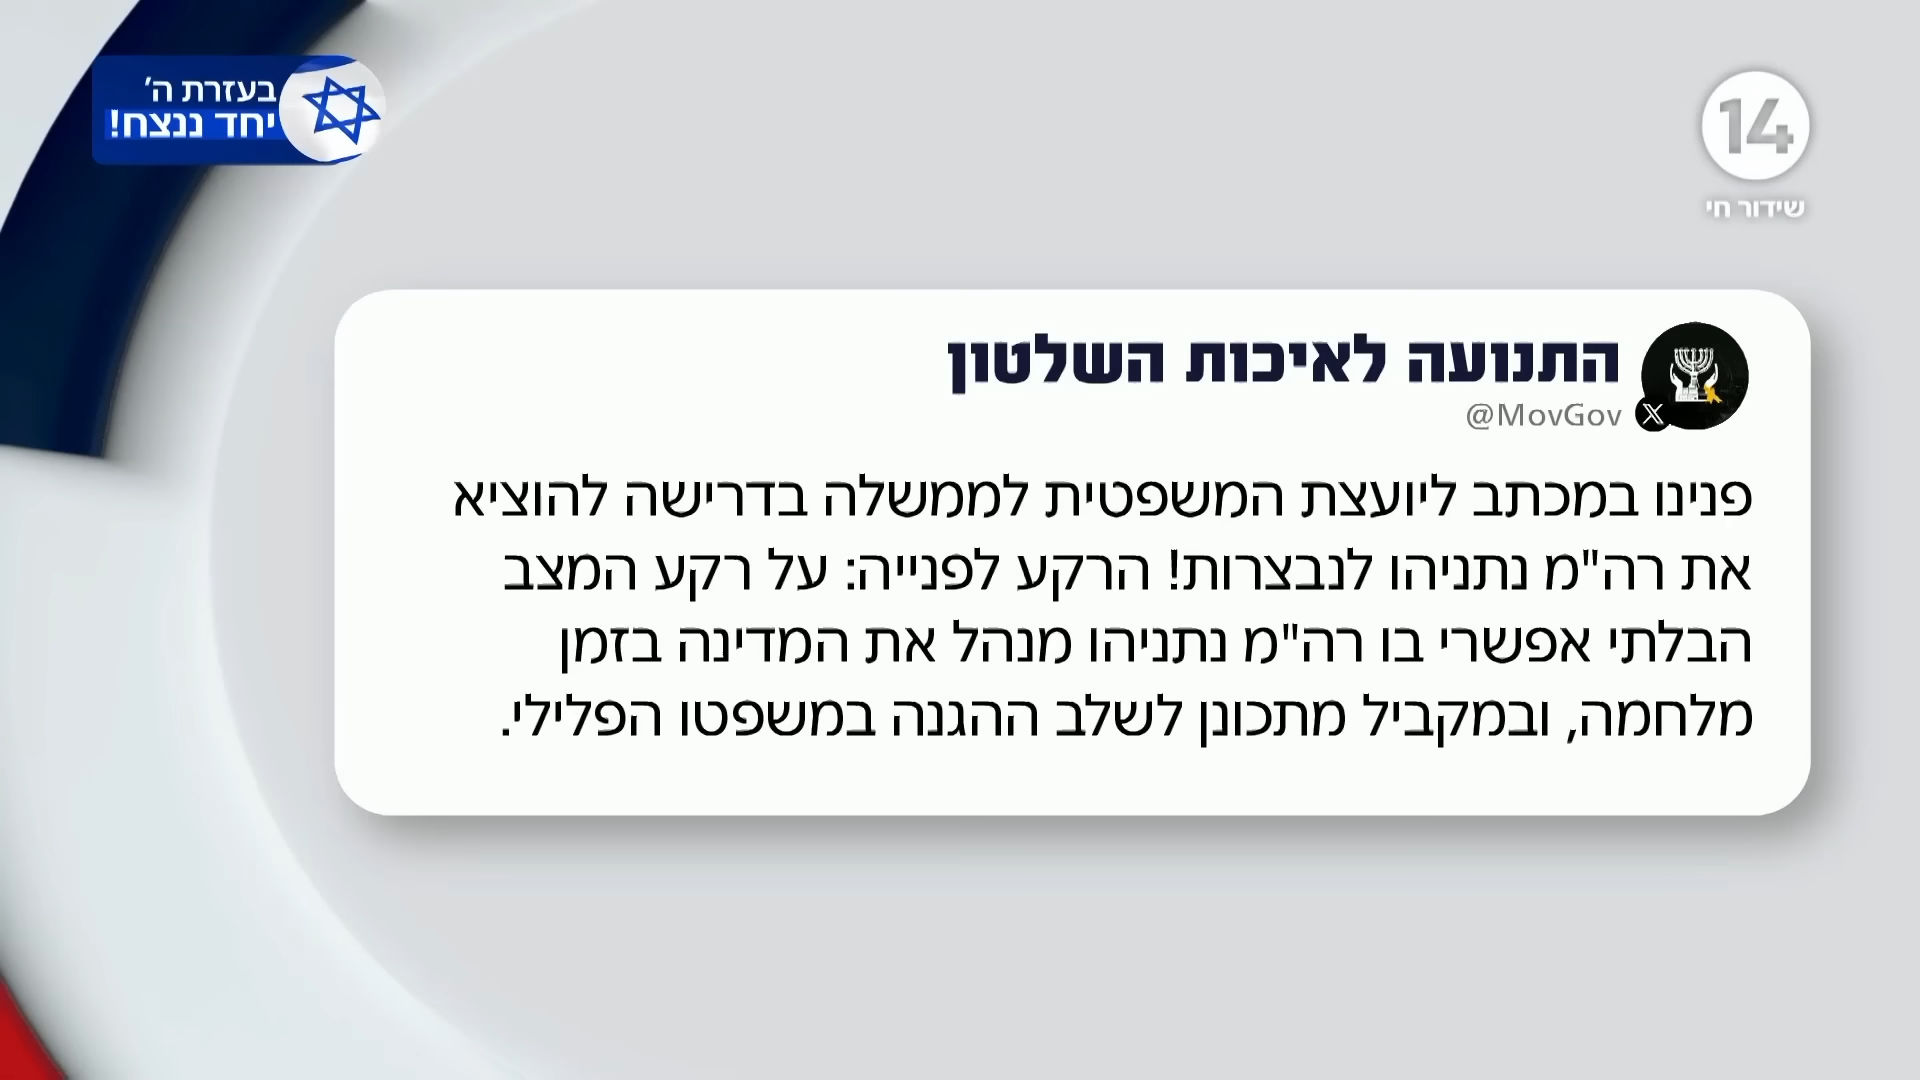 בעזרת ה'
יחד ננצח!
14
שידור חי
התנועה לאיכות השלטון
@MovGov
פנינו במכתב ליועצת המשפטית לממשלה בדרישה להוציא
את רה"מ נתניהו לנבצרות! הרקע לפנייה: על רקע המצב
הבלתי אפשרי בו רה"מ נתניהו מנהל את המדינה בזמן
מלחמה, ובמקביל מתכונן לשלב ההגנה במשפטו הפלילי.